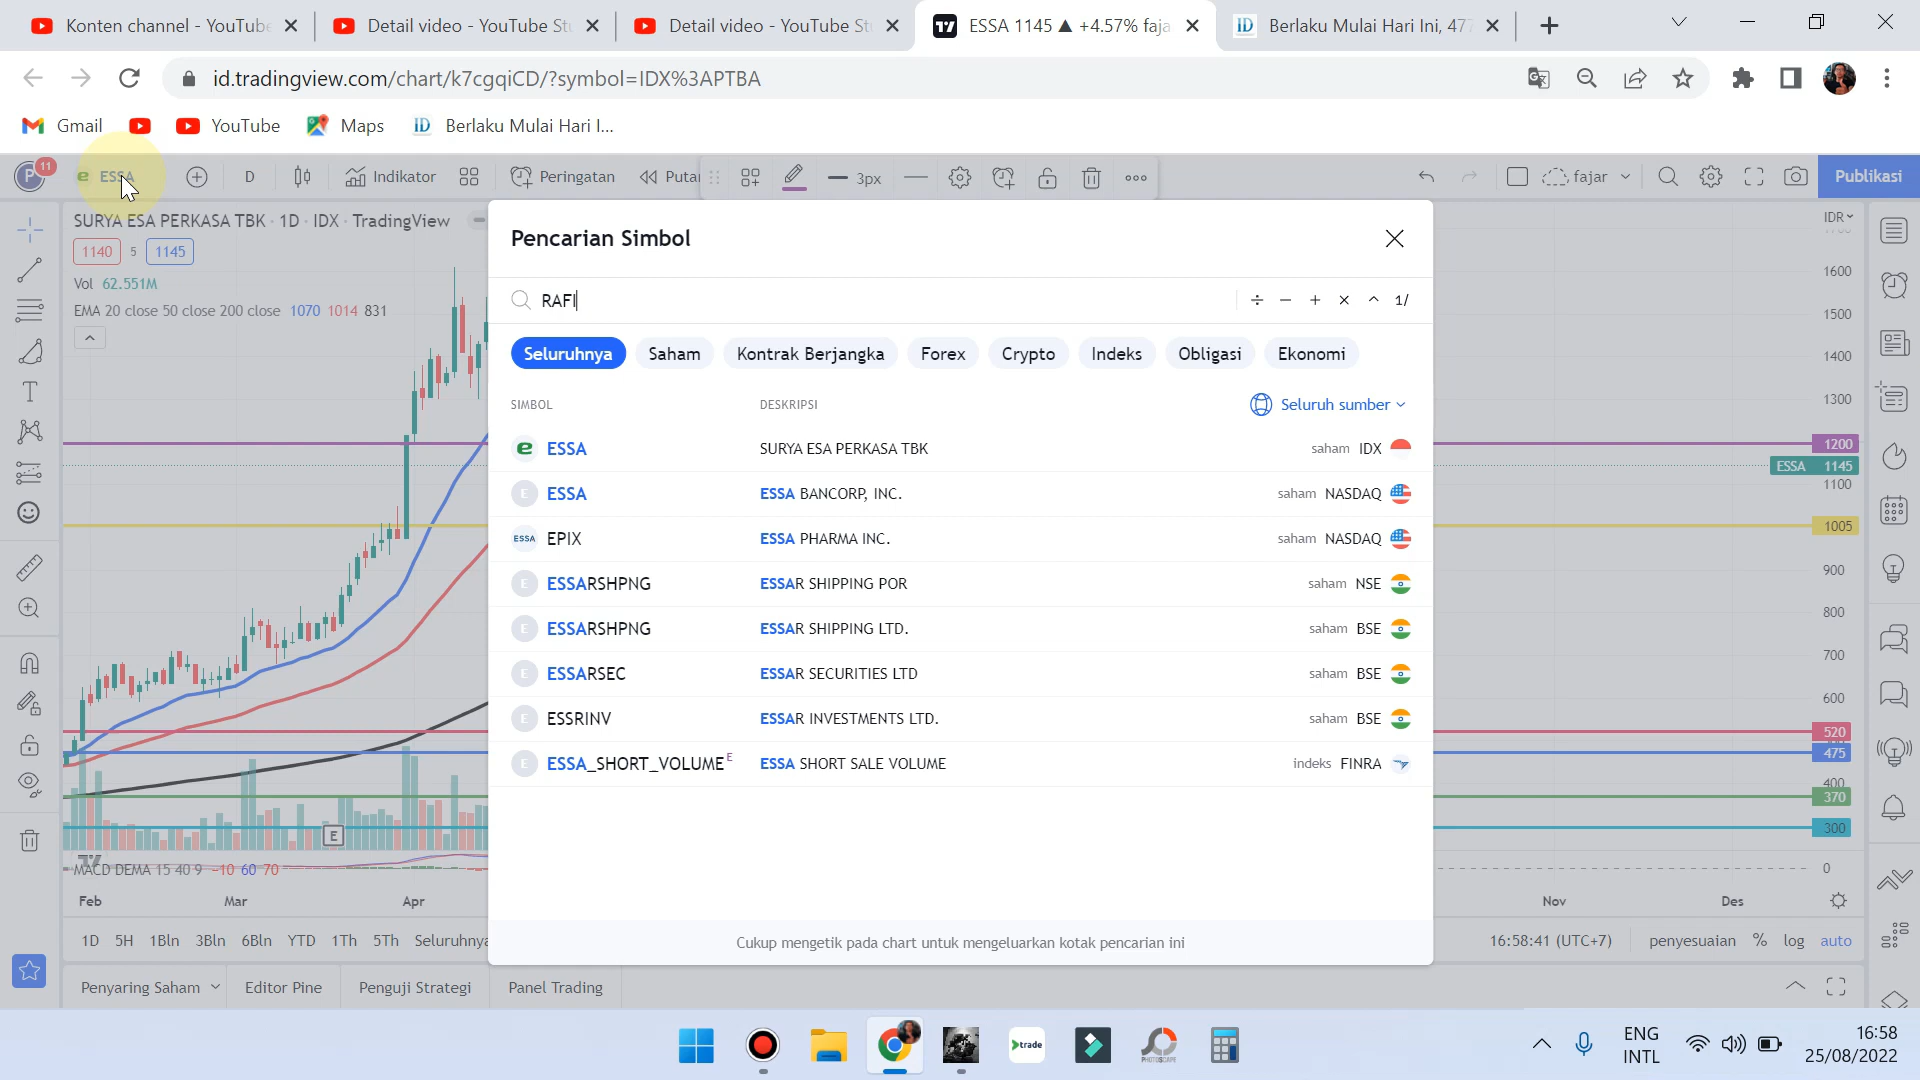 Konten channel - YouTube
Detail video - YouTube Stu
Detail video - YouTube Stu
ESSA 1145 ▲ +4.57% faja
Berlaku Mulai Hari Ini, 477
id.tradingview.com/chart/k7cgqiCD/?symbol=IDX%3APTBA
Gmail
YouTube
Maps
Berlaku Mulai Hari I...
P 11
ESSA
D
Indikator
Peringatan
Putar
3px
fajar
Publikasi
SURYA ESA PERKASA TBK · 1D · IDX · TradingView
1140 5 1145
Vol 62.551M
EMA 20 close 50 close 200 close 1070 1014 831
Pencarian Simbol
RAFI
÷ − + × ^ 1/
Seluruhnya
Saham
Kontrak Berjangka
Forex
Crypto
Indeks
Obligasi
Ekonomi
SIMBOL
DESKRIPSI
Seluruh sumber
ESSA SURYA ESA PERKASA TBK saham IDX
ESSA ESSA BANCORP, INC. saham NASDAQ
EPIX ESSA PHARMA INC. saham NASDAQ
ESSARSHPNG ESSAR SHIPPING POR saham NSE
ESSARSHPNG ESSAR SHIPPING LTD. saham BSE
ESSARSEC ESSAR SECURITIES LTD saham BSE
ESSRINV ESSAR INVESTMENTS LTD. saham BSE
ESSA_SHORT_VOLUME E ESSA SHORT SALE VOLUME indeks FINRA
Cukup mengetik pada chart untuk mengeluarkan kotak pencarian ini
IDR
1600
1500
1400
1300
1200
ESSA 1145
1100
1005
900
800
700
600
520
475
400
370
300
0
E
MACD DEMA 15 40 9 −10 60 70
Feb
Mar
Apr
Nov
Des
1D
5H
1Bln
3Bln
6Bln
YTD
1Th
5Th
Seluruhnya
16:58:41 (UTC+7)
penyesuaian
%
log
auto
Penyaring Saham
Editor Pine
Penguji Strategi
Panel Trading
trade
PHOTOSCAPE
ENG
INTL
16:58
25/08/2022